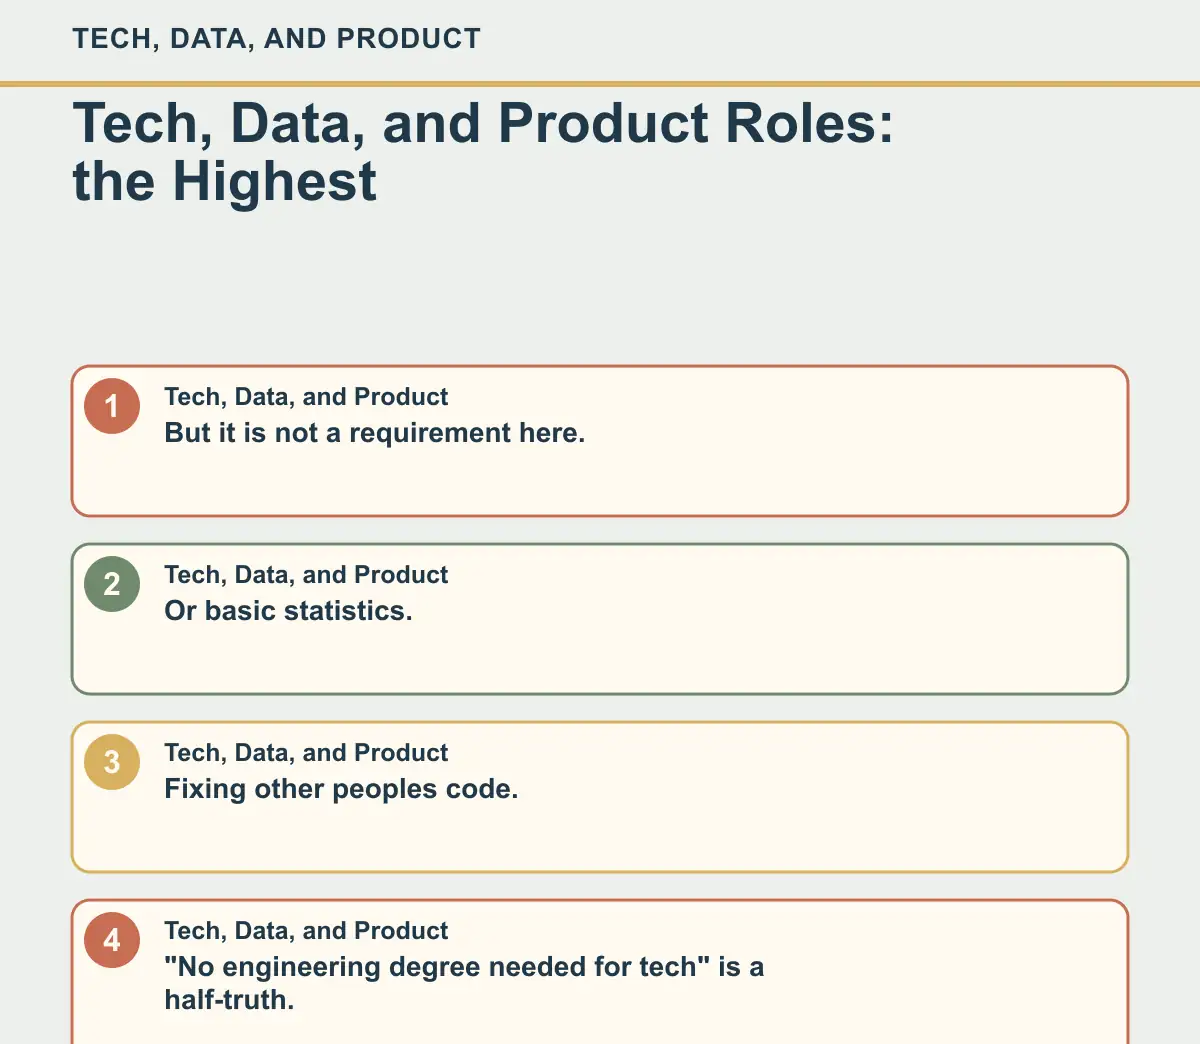 TECH, DATA, AND PRODUCT
Tech, Data, and Product Roles:
the Highest
1
Tech, Data, and Product
But it is not a requirement here.
2
Tech, Data, and Product
Or basic statistics.
3
Tech, Data, and Product
Fixing other peoples code.
4
Tech, Data, and Product
"No engineering degree needed for tech" is a
half-truth.